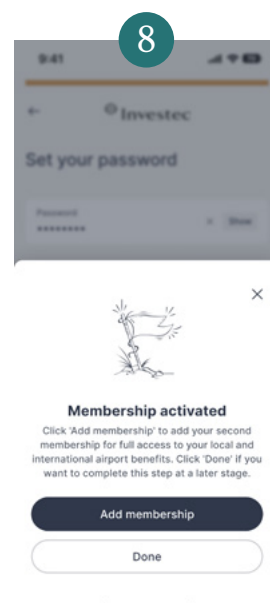 8
9:41
Investec
Set your password
Password
••••••••
Show
Membership activated
Click 'Add membership' to add your second
membership for full access to your local and
international airport benefits. Click 'Done' if you
want to complete this step at a later stage.
Add membership
Done